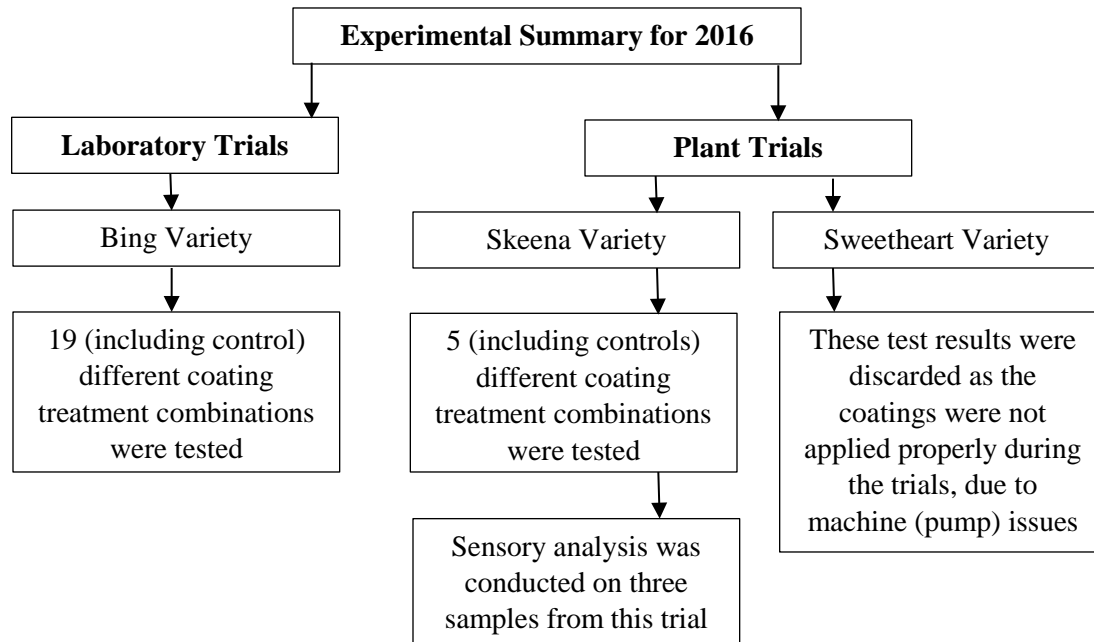 Experimental Summary for 2016
Laboratory Trials
Plant Trials
Bing Variety
Skeena Variety
Sweetheart Variety
19 (including control)
different coating
treatment combinations
were tested
5 (including controls)
different coating
treatment combinations
were tested
These test results were
discarded as the
coatings were not
applied properly during
the trials, due to
machine (pump) issues
Sensory analysis was
conducted on three
samples from this trial